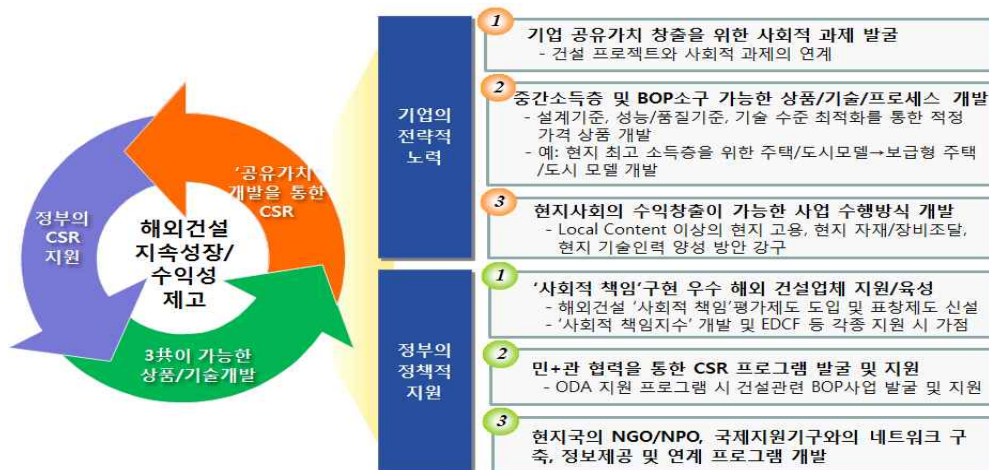 정부의
CSR
지원
'공유가치
개발을 통한
CSR
해외건설
지속성장/
수익성
제고
3共이 가능한
상품/기술개발
기업의
전략적
노력
1
기업 공유가치 창출을 위한 사회적 과제 발굴
- 건설 프로젝트와 사회적 과제의 연계
2
중간소득층 및 BOP소구 가능한 상품/기술/프로세스 개발
- 설계기준, 성능/품질기준, 기술 수준 최적화를 통한 적정
가격 상품 개발
- 예: 현지 최고 소득층을 위한 주택/도시모델→보급형 주택
/도시 모델 개발
3
현지사회의 수익창출이 가능한 사업 수행방식 개발
- Local Content 이상의 현지 고용, 현지 자재/장비조달,
현지 기술인력 양성 방안 강구
정부의
정책적
지원
1
'사회적 책임'구현 우수 해외 건설업체 지원/육성
- 해외건설 '사회적 책임'평가제도 도입 및 표창제도 신설
- '사회적 책임지수' 개발 및 EDCF 등 각종 지원 시 가점
2
민+관 협력을 통한 CSR 프로그램 발굴 및 지원
- ODA 지원 프로그램 시 건설관련 BOP사업 발굴 및 지원
3
현지국의 NGO/NPO, 국제지원기구와의 네트워크 구
축, 정보제공 및 연계 프로그램 개발